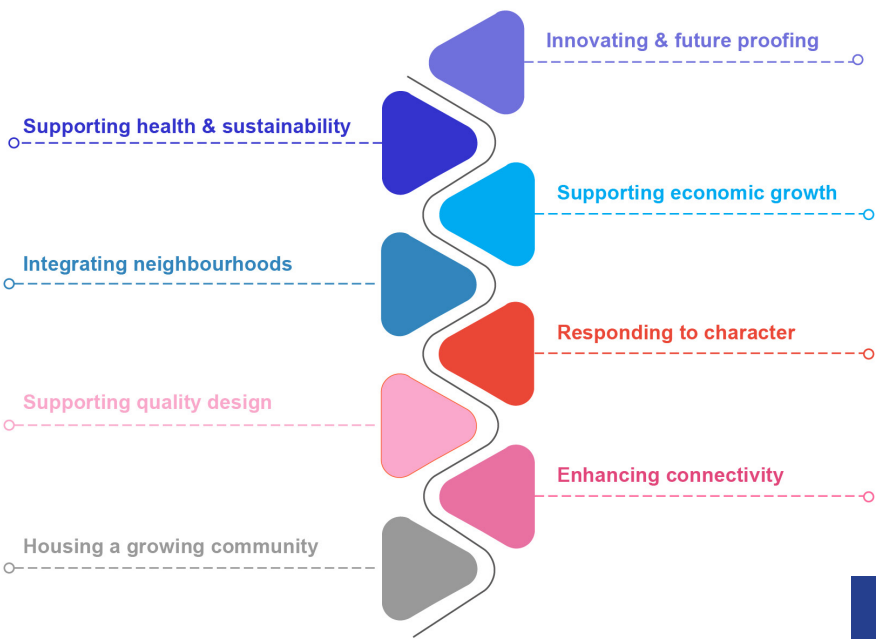 Innovating & future proofing
Supporting health & sustainability
Supporting economic growth
Integrating neighbourhoods
Responding to character
Supporting quality design
Enhancing connectivity
Housing a growing community